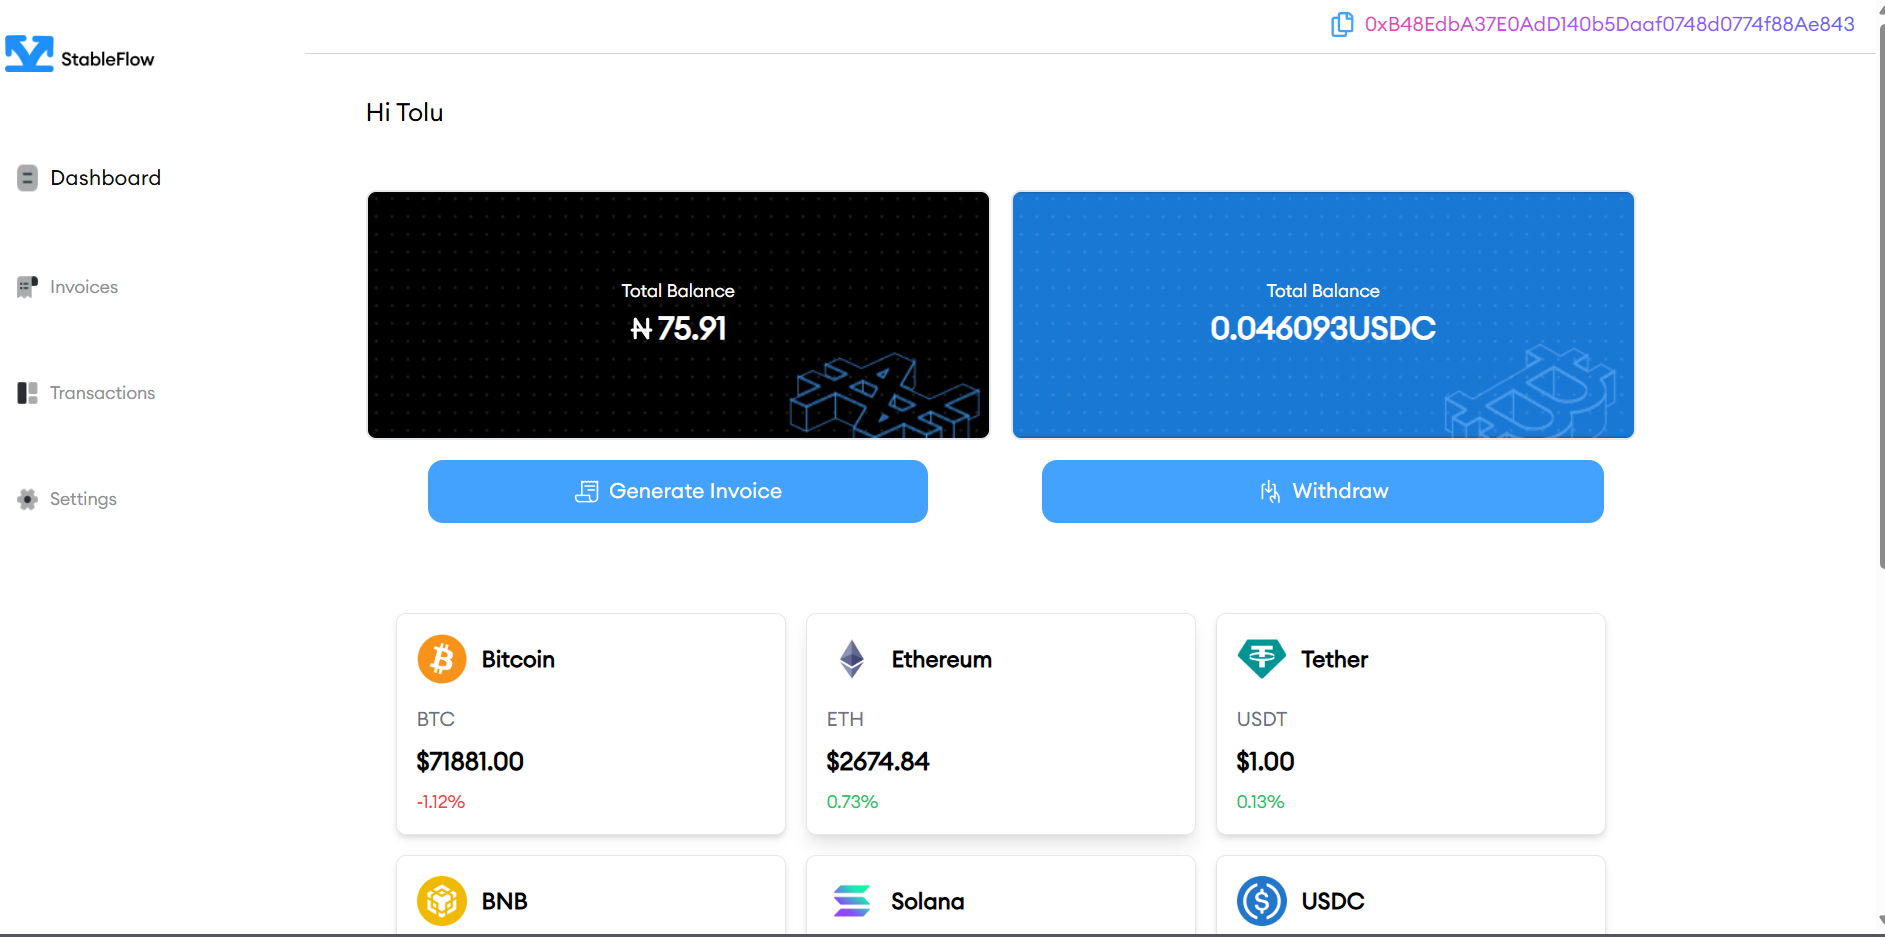 0xB48EdbA37E0AdD140b5Daaf0748d0774f88Ae843
StableFlow
Hi Tolu
Dashboard
Invoices
Transactions
Settings
Total Balance
₦ 75.91
Total Balance
0.046093USDC
Generate Invoice
Withdraw
Bitcoin
BTC
$71881.00
-1.12%
Ethereum
ETH
$2674.84
0.73%
Tether
USDT
$1.00
0.13%
BNB
Solana
USDC